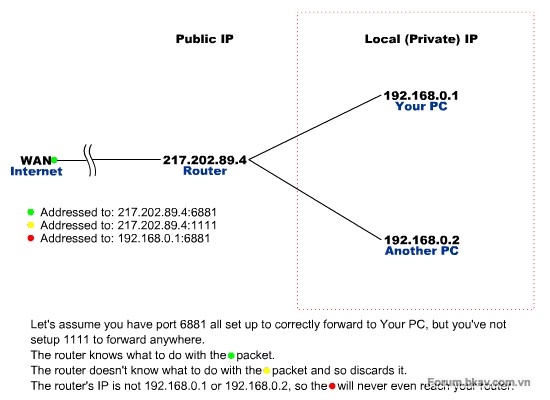 Public IP
Local (Private) IP
192.168.0.1
Your PC
WAN
Internet
217.202.89.4
Router
Addressed to: 217.202.89.4:6881
Addressed to: 217.202.89.4:1111
Addressed to: 192.168.0.1:6881
192.168.0.2
Another PC
Let's assume you have port 6881 all set up to correctly forward to Your PC, but you've not
setup 1111 to forward anywhere.
The router knows what to do with the packet.
The router doesn't know what to do with the packet and so discards it.
The router's IP is not 192.168.0.1 or 192.168.0.2, so the will never even reach your router.
Forum.bkav.com.vn